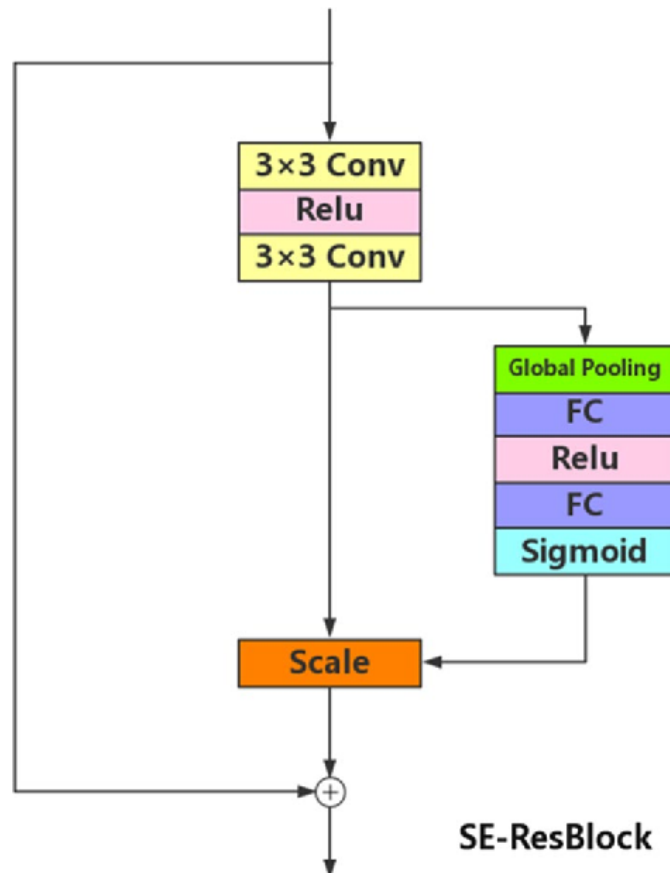 3×3 Conv
Relu
3×3 Conv
Global Pooling
FC
Relu
FC
Sigmoid
Scale
SE-ResBlock